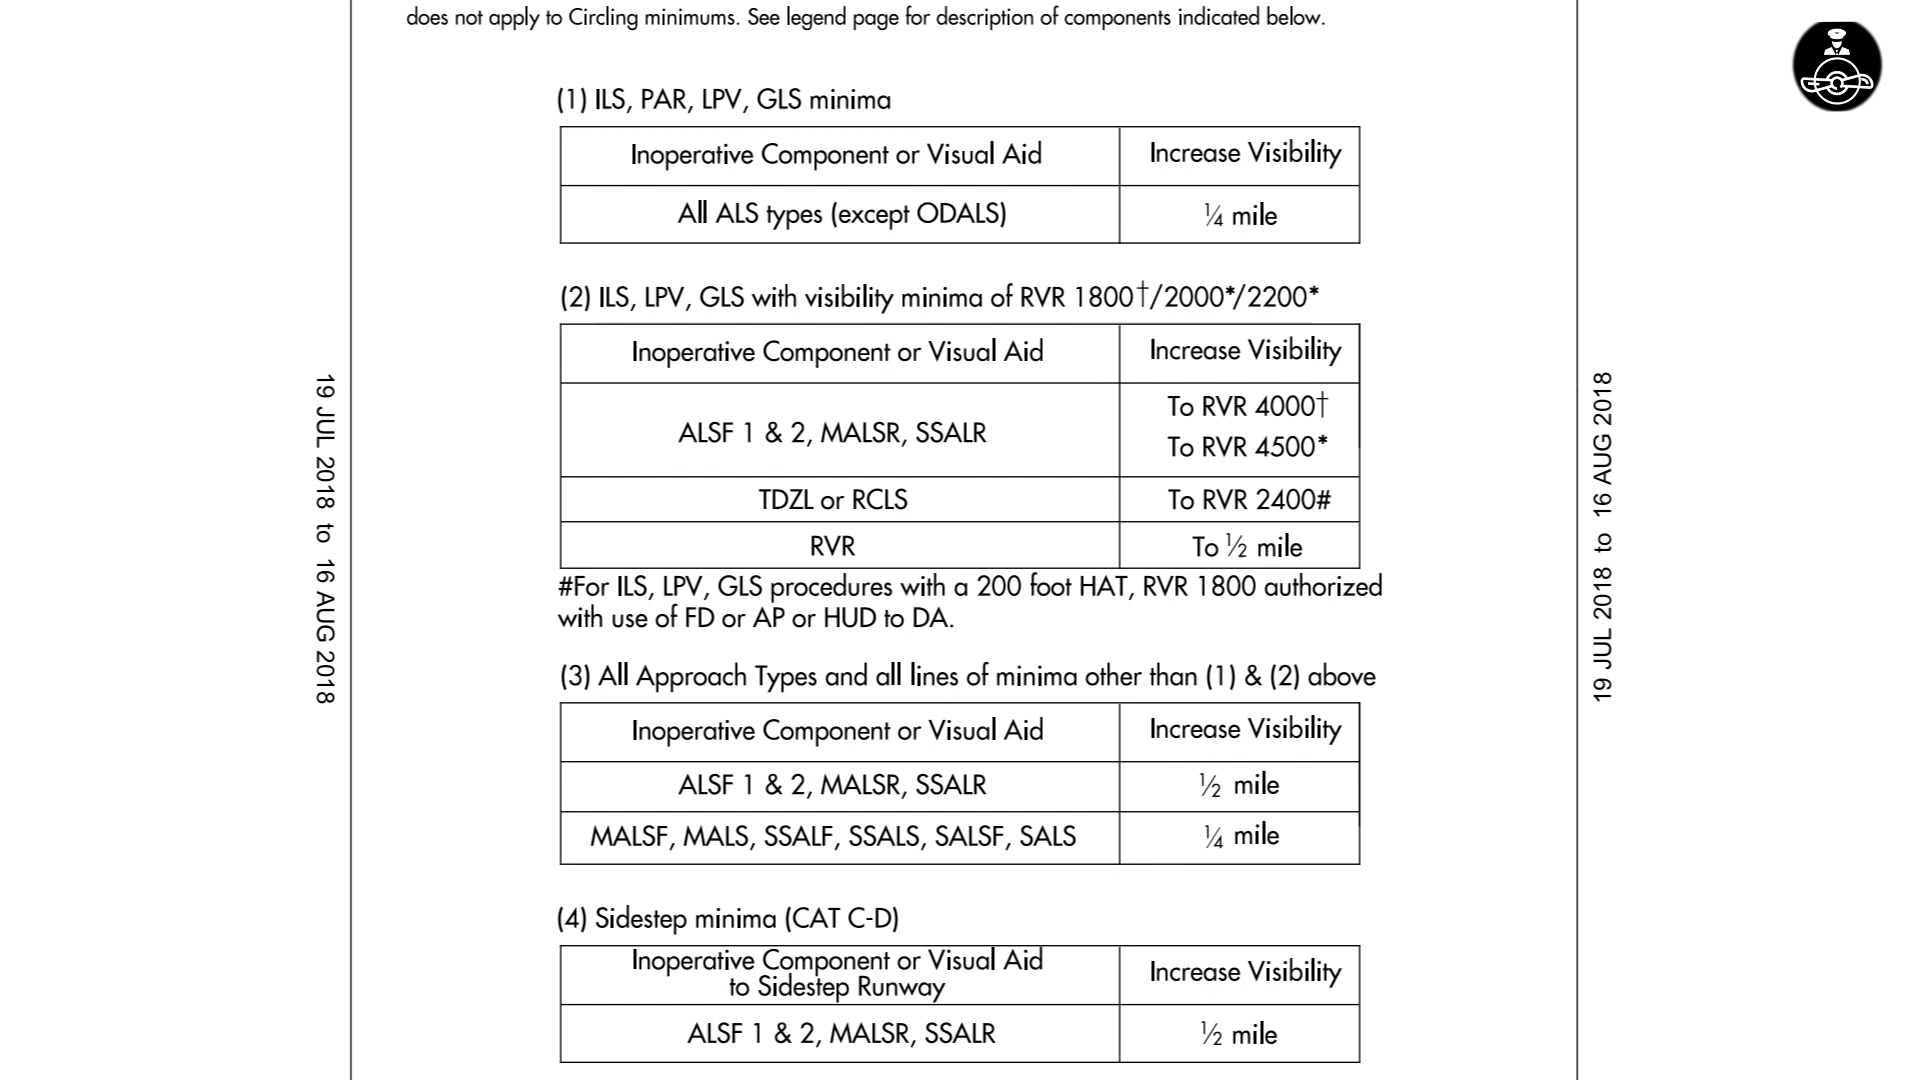 does not apply to Circling minimums. See legend page for description of components indicated below.
(1) ILS, PAR, LPV, GLS minima
Inoperative Component or Visual Aid
Increase Visibility
All ALS types (except ODALS)
¼ mile
(2) ILS, LPV, GLS with visibility minima of RVR 1800†/2000*/2200*
Inoperative Component or Visual Aid
Increase Visibility
ALSF 1 & 2, MALSR, SSALR
To RVR 4000†
To RVR 4500*
TDZL or RCLS
To RVR 2400#
RVR
To ½ mile
#For ILS, LPV, GLS procedures with a 200 foot HAT, RVR 1800 authorized
with use of FD or AP or HUD to DA.
(3) All Approach Types and all lines of minima other than (1) & (2) above
Inoperative Component or Visual Aid
Increase Visibility
ALSF 1 & 2, MALSR, SSALR
½ mile
MALSF, MALS, SSALF, SSALS, SALSF, SALS
¼ mile
(4) Sidestep minima (CAT C-D)
Inoperative Component or Visual Aid
to Sidestep Runway
Increase Visibility
ALSF 1 & 2, MALSR, SSALR
½ mile
19 JUL 2018 to 16 AUG 2018
19 JUL 2018 to 16 AUG 2018